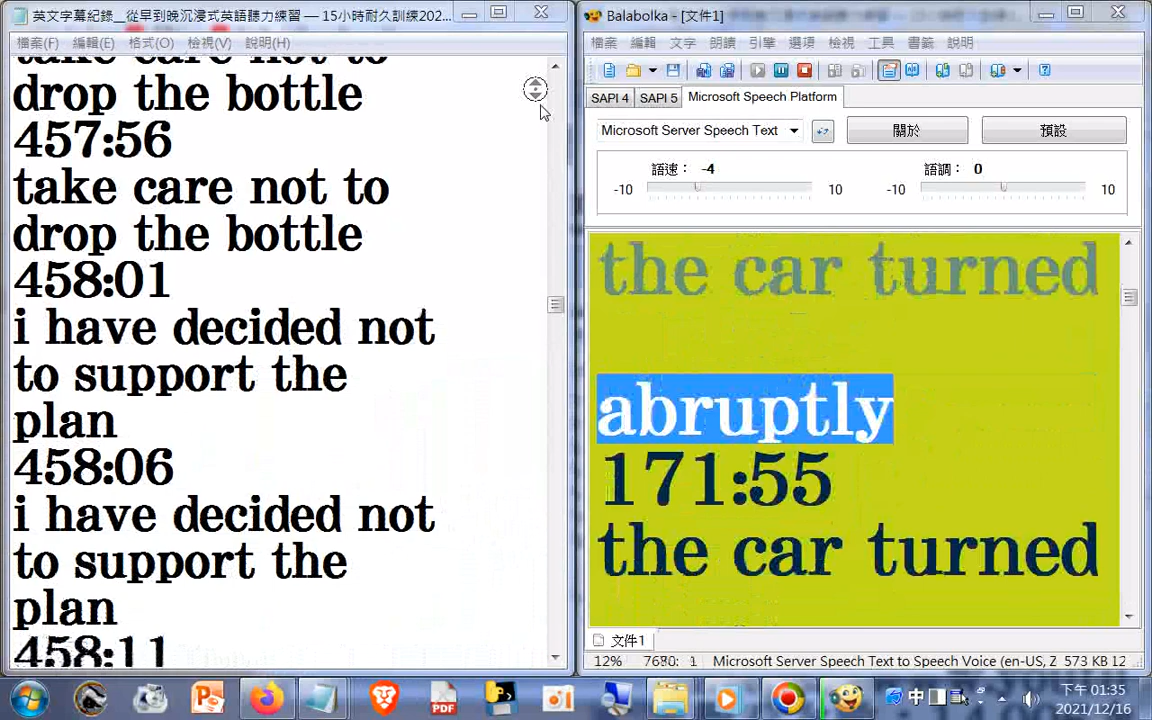 英文字幕紀錄__從早到晚沉浸式英語聽力練習 — 15小時耐久訓練202...
檔案(F) 編輯(E) 格式(O) 檢視(V) 說明(H)
take care not to
drop the bottle
457:56
take care not to
drop the bottle
458:01
i have decided not
to support the
plan
458:06
i have decided not
to support the
plan
458:11
Balabolka - [文件1]
檔案 編輯 文字 朗讀 引擎 選項 檢視 工具 書籤 說明
SAPI 4 SAPI 5 Microsoft Speech Platform
Microsoft Server Speech Text 關於 預設
語速： -4 語調： 0
-10 10 -10 10
the car turned
abruptly
171:55
the car turned
文件1
12% 7680: 1 Microsoft Server Speech Text to Speech Voice (en-US, Z 573 KB 12
PDF
中
下午 01:35
2021/12/16